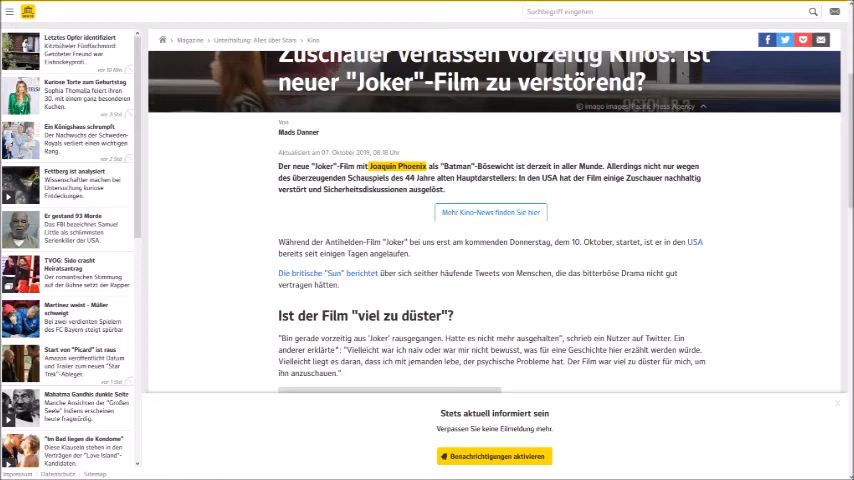 Suchbegriff eingeben
Letztes Opfer identifiziert
Kitzbüheler Fünffachmord:
Getöteter Freund war
Eishockeyprofi.
vor 10 Min
Kuriose Torte zum Geburtstag
Sophia Thomalla feiert ihren
30. mit einem ganz besonderen
Kuchen.
vor 3 Std
Ein Königshaus schrumpft
Der Nachwuchs der Schweden-
Royals verliert einen wichtigen
Rang.
vor 2 Std
Fettberg ist analysiert
Wissenschaftler machen bei
Untersuchung kuriose
Entdeckungen.
Er gestand 93 Morde
Das FBI bezeichnet Samuel
Little als schlimmsten
Serienkiller der USA.
TVOG: Sido crasht
Heiratsantrag
Der romantischen Stimmung
auf der Bühne setzt der Rapper
Martinez weint - Müller
schweigt
Bei zwei verdienten Spielern
des FC Bayern steigt spürbar
Start von "Picard" ist raus
Amazon veröffentlicht Datum
und Trailer zum neuen "Star
Trek"-Ableger.
vor 1 Std
Mahatma Gandhis dunkle Seite
Manche Ansichten der "Großen
Seele" Indiens erscheinen
heute fragwürdig.
"Im Bad liegen die Kondome"
Diese Klauseln stehen in den
Verträgen der "Love Island"-
Kandidaten.
Impressum Datenschutz Sitemap
Magazine Unterhaltung: Alles über Stars Kino
Zuschauer verlassen vorzeitig Kinos: Ist
neuer "Joker"-Film zu verstörend?
© imago images/Pacific Press Agency
Von
Mads Danner
Aktualisiert am 07. Oktober 2019, 08:18 Uhr
Der neue "Joker"-Film mit Joaquin Phoenix als "Batman"-Bösewicht ist derzeit in aller Munde. Allerdings nicht nur wegen
des überzeugenden Schauspiels des 44 Jahre alten Hauptdarstellers: In den USA hat der Film einige Zuschauer nachhaltig
verstört und Sicherheitsdiskussionen ausgelöst.
Mehr Kino-News finden Sie hier
Während der Antihelden-Film "Joker" bei uns erst am kommenden Donnerstag, dem 10. Oktober, startet, ist er in den USA
bereits seit einigen Tagen angelaufen.
Die britische "Sun" berichtet über sich seither häufende Tweets von Menschen, die das bitterböse Drama nicht gut
vertragen hätten.
Ist der Film "viel zu düster"?
"Bin gerade vorzeitig aus 'Joker' rausgegangen. Hatte es nicht mehr ausgehalten", schrieb ein Nutzer auf Twitter. Ein
anderer erklärte": "Vielleicht war ich naiv oder war mir nicht bewusst, was für eine Geschichte hier erzählt werden würde.
Vielleicht liegt es daran, dass ich mit jemanden lebe, der psychische Probleme hat. Der Film war viel zu düster für mich, um
ihn anzuschauen."
Stets aktuell informiert sein
Verpassen Sie keine Eilmeldung mehr.
Benachrichtigungen aktivieren